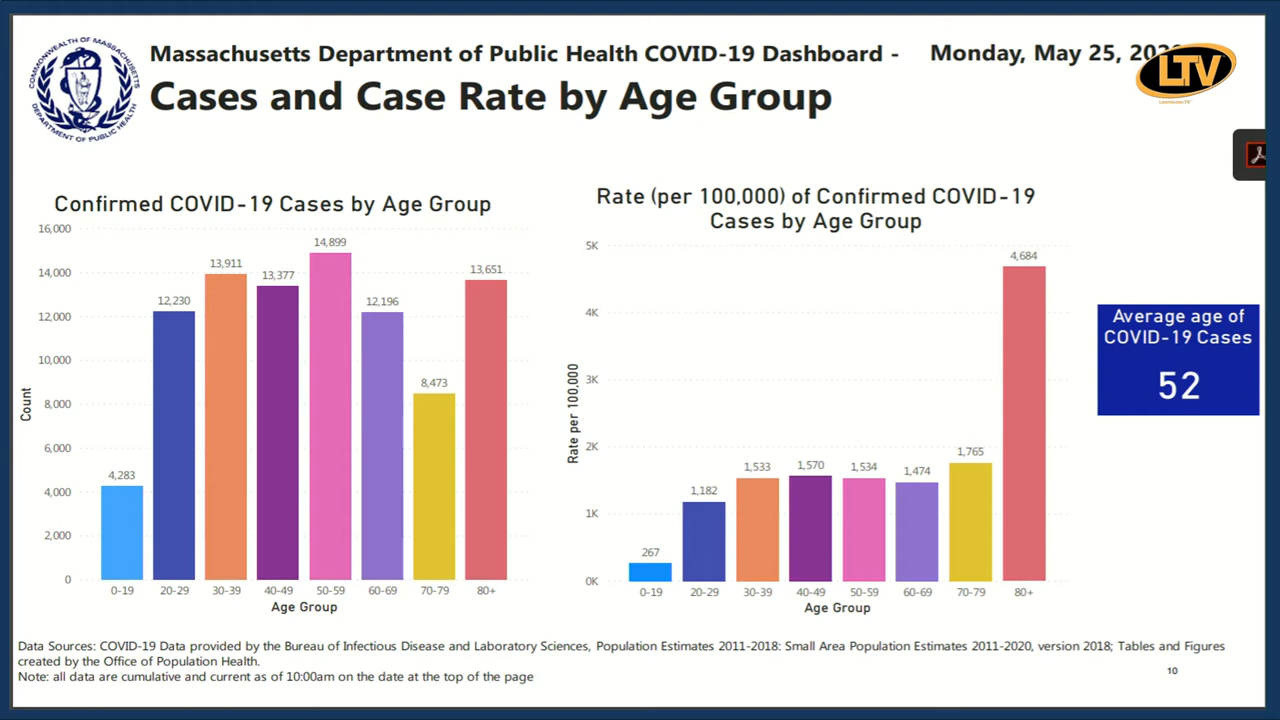 COMMONWEALTH OF MASSACHUSETTS
DEPARTMENT OF PUBLIC HEALTH
Massachusetts Department of Public Health COVID-19 Dashboard - Monday, May 25,
LTV
Cases and Case Rate by Age Group
Confirmed COVID-19 Cases by Age Group
Count
16,000
14,000
12,000
10,000
8,000
6,000
4,000
2,000
0
4,283
12,230
13,911
13,377
14,899
12,196
8,473
13,651
0-19 20-29 30-39 40-49 50-59 60-69 70-79 80+
Age Group
Rate (per 100,000) of Confirmed COVID-19
Cases by Age Group
Rate per 100,000
5K
4K
3K
2K
1K
0K
267
1,182
1,533
1,570
1,534
1,474
1,765
4,684
0-19 20-29 30-39 40-49 50-59 60-69 70-79 80+
Age Group
Average age of
COVID-19 Cases
52
Data Sources: COVID-19 Data provided by the Bureau of Infectious Disease and Laboratory Sciences, Population Estimates 2011-2018: Small Area Population Estimates 2011-2020, version 2018; Tables and Figures
created by the Office of Population Health.
Note: all data are cumulative and current as of 10:00am on the date at the top of the page
10